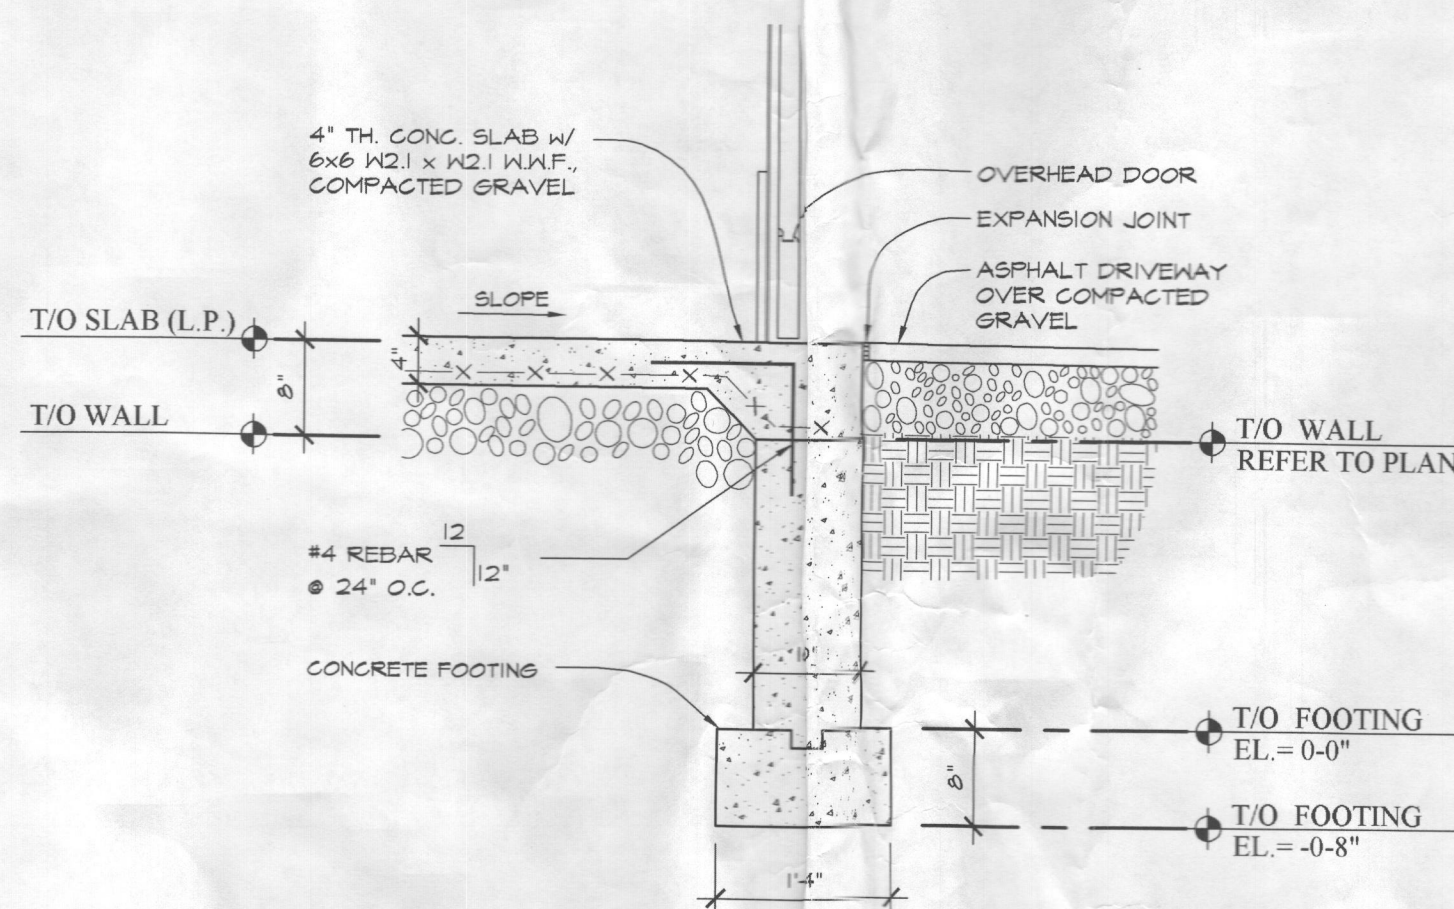 4" TH. CONC. SLAB W/
6x6 W2.1 x W2.1 W.W.F.,
COMPACTED GRAVEL
OVERHEAD DOOR
EXPANSION JOINT
ASPHALT DRIVEWAY
OVER COMPACTED
GRAVEL
SLOPE
T/O SLAB (L.P.)
4"
8"
T/O WALL
T/O WALL
REFER TO PLAN
#4 REBAR
@ 24" O.C.
12
12"
CONCRETE FOOTING
T/O FOOTING
EL.= 0-0"
8"
T/O FOOTING
EL.= -0-8"
1'-4"